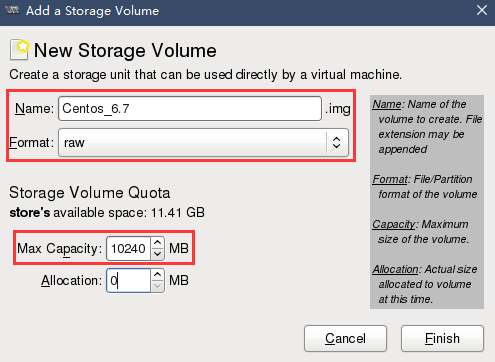 Add a Storage Volume
New Storage Volume
Create a storage unit that can be used directly by a virtual machine.
Name: Centos_6.7 .img
Format: raw
Storage Volume Quota
store's available space: 11.41 GB
Max Capacity: 10240 MB
Allocation: 0 MB
Name: Name of the
volume to create. File
extension may be
appended
Format: File/Partition
format of the volume
Capacity: Maximum
size of the volume.
Allocation: Actual size
allocated to volume
at this time.
Cancel Finish